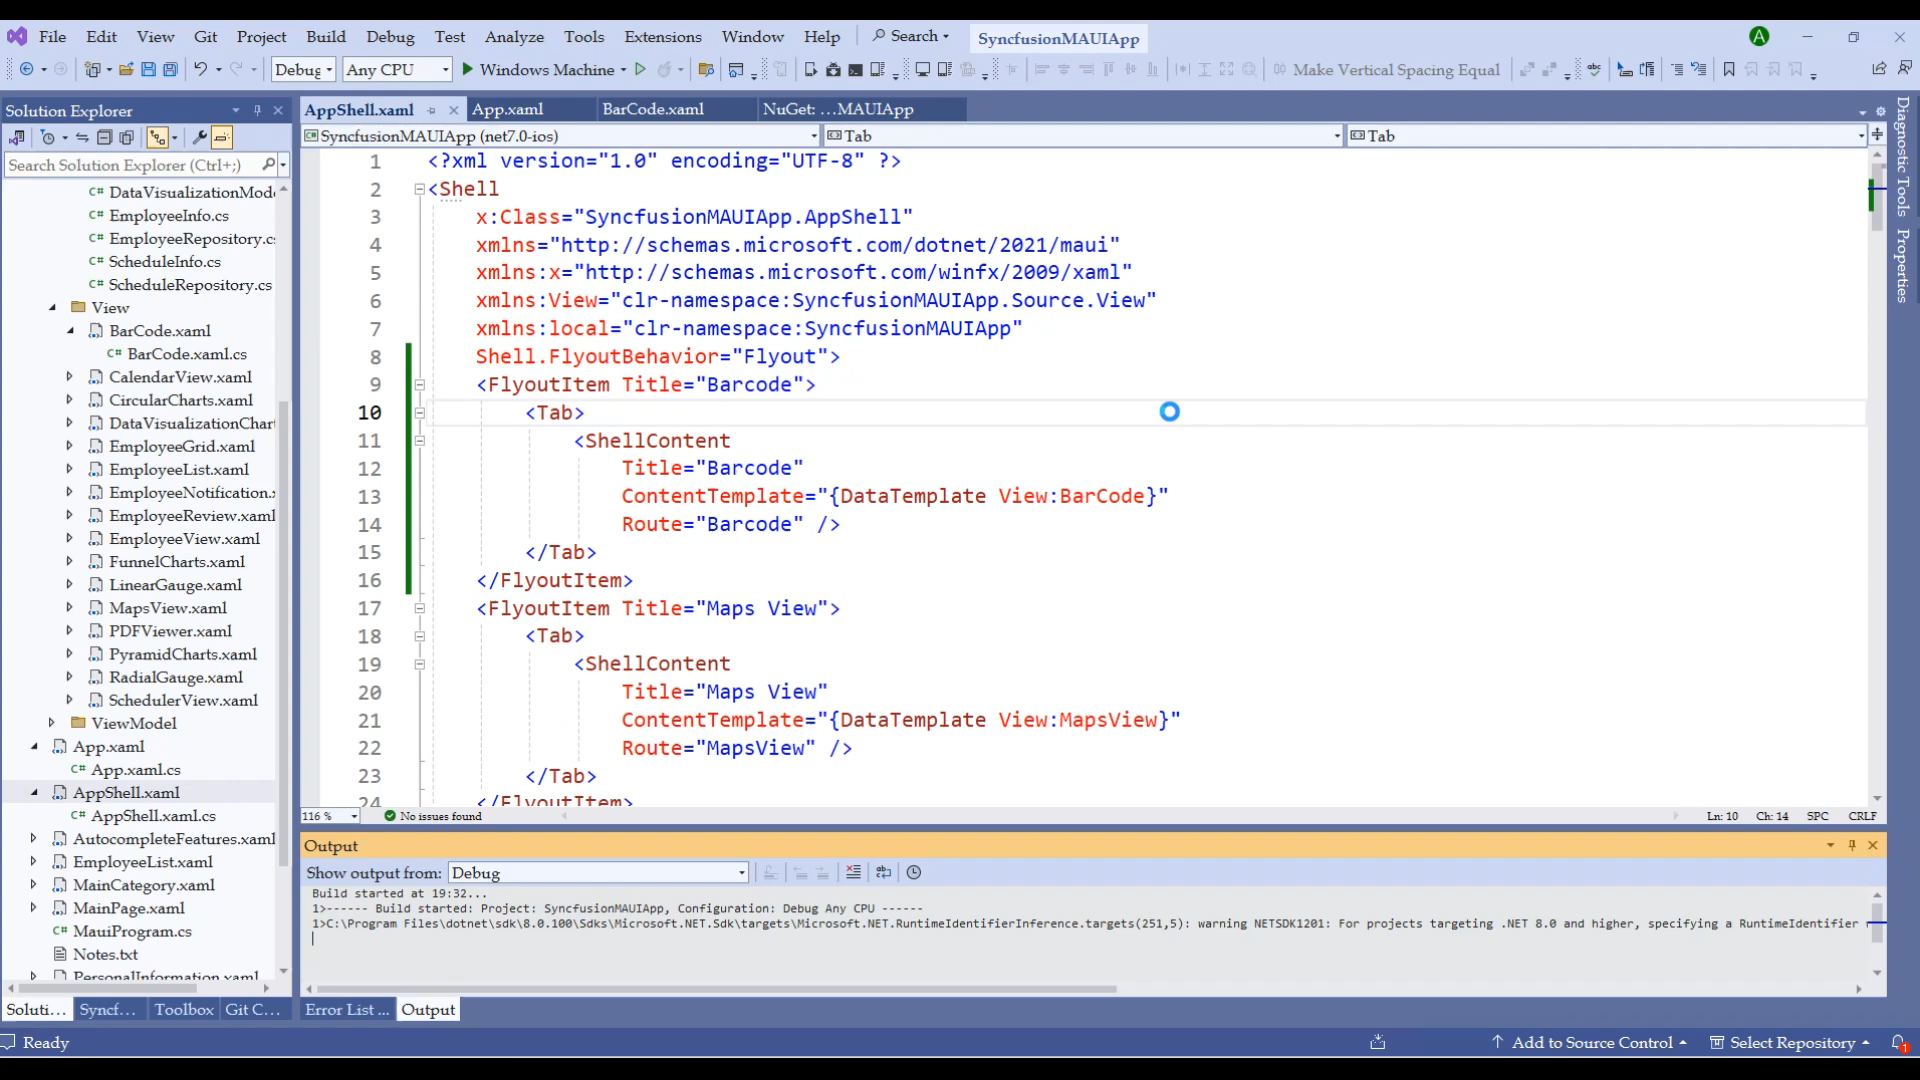 File Edit View Git Project Build Debug Test Analyze Tools Extensions Window Help Search SyncfusionMAUIApp A
Debug Any CPU Windows Machine Make Vertical Spacing Equal
Solution Explorer
AppShell.xaml App.xaml BarCode.xaml NuGet: ...MAUIApp
SyncfusionMAUIApp (net7.0-ios) Tab Tab
Search Solution Explorer (Ctrl+;)
C# DataVisualizationMode
C# EmployeeInfo.cs
C# EmployeeRepository.cs
C# ScheduleInfo.cs
C# ScheduleRepository.cs
View
BarCode.xaml
C# BarCode.xaml.cs
CalendarView.xaml
CircularCharts.xaml
DataVisualizationChart
EmployeeGrid.xaml
EmployeeList.xaml
EmployeeNotification.x
EmployeeReview.xaml
EmployeeView.xaml
FunnelCharts.xaml
LinearGauge.xaml
MapsView.xaml
PDFViewer.xaml
PyramidCharts.xaml
RadialGauge.xaml
SchedulerView.xaml
ViewModel
App.xaml
C# App.xaml.cs
AppShell.xaml
C# AppShell.xaml.cs
AutocompleteFeatures.xaml
EmployeeList.xaml
MainCategory.xaml
MainPage.xaml
C# MauiProgram.cs
Notes.txt
PersonalInformation.xaml
Soluti... Syncf... Toolbox Git C...
1 <?xml version="1.0" encoding="UTF-8" ?>
2 <Shell
3 x:Class="SyncfusionMAUIApp.AppShell"
4 xmlns="http://schemas.microsoft.com/dotnet/2021/maui"
5 xmlns:x="http://schemas.microsoft.com/winfx/2009/xaml"
6 xmlns:View="clr-namespace:SyncfusionMAUIApp.Source.View"
7 xmlns:local="clr-namespace:SyncfusionMAUIApp"
8 Shell.FlyoutBehavior="Flyout">
9 <FlyoutItem Title="Barcode">
10 <Tab>
11 <ShellContent
12 Title="Barcode"
13 ContentTemplate="{DataTemplate View:BarCode}"
14 Route="Barcode" />
15 </Tab>
16 </FlyoutItem>
17 <FlyoutItem Title="Maps View">
18 <Tab>
19 <ShellContent
20 Title="Maps View"
21 ContentTemplate="{DataTemplate View:MapsView}"
22 Route="MapsView" />
23 </Tab>
24 </FlyoutItem>
116 % No issues found Ln: 10 Ch: 14 SPC CRLF
Output
Show output from: Debug
Build started at 19:32...
1>------ Build started: Project: SyncfusionMAUIApp, Configuration: Debug Any CPU ------
1>C:\Program Files\dotnet\sdk\8.0.100\Sdks\Microsoft.NET.Sdk\targets\Microsoft.NET.RuntimeIdentifierInference.targets(251,5): warning NETSDK1201: For projects targeting .NET 8.0 and higher, specifying a RuntimeIdentifier
Error List ... Output
Diagnostic Tools
Properties
Ready Add to Source Control Select Repository 1